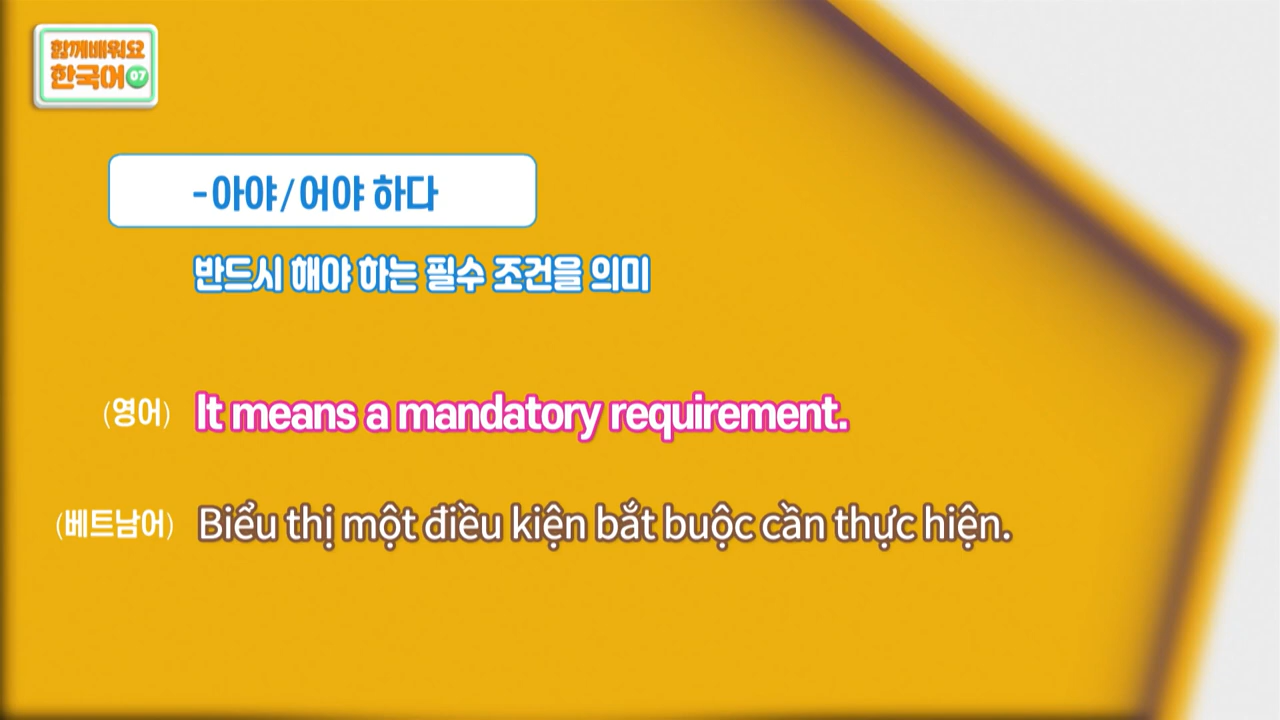 함께배워요
한국어 07
-아야/어야 하다
반드시 해야 하는 필수 조건을 의미
(영어) It means a mandatory requirement.
(베트남어) Biểu thị một điều kiện bắt buộc cần thực hiện.